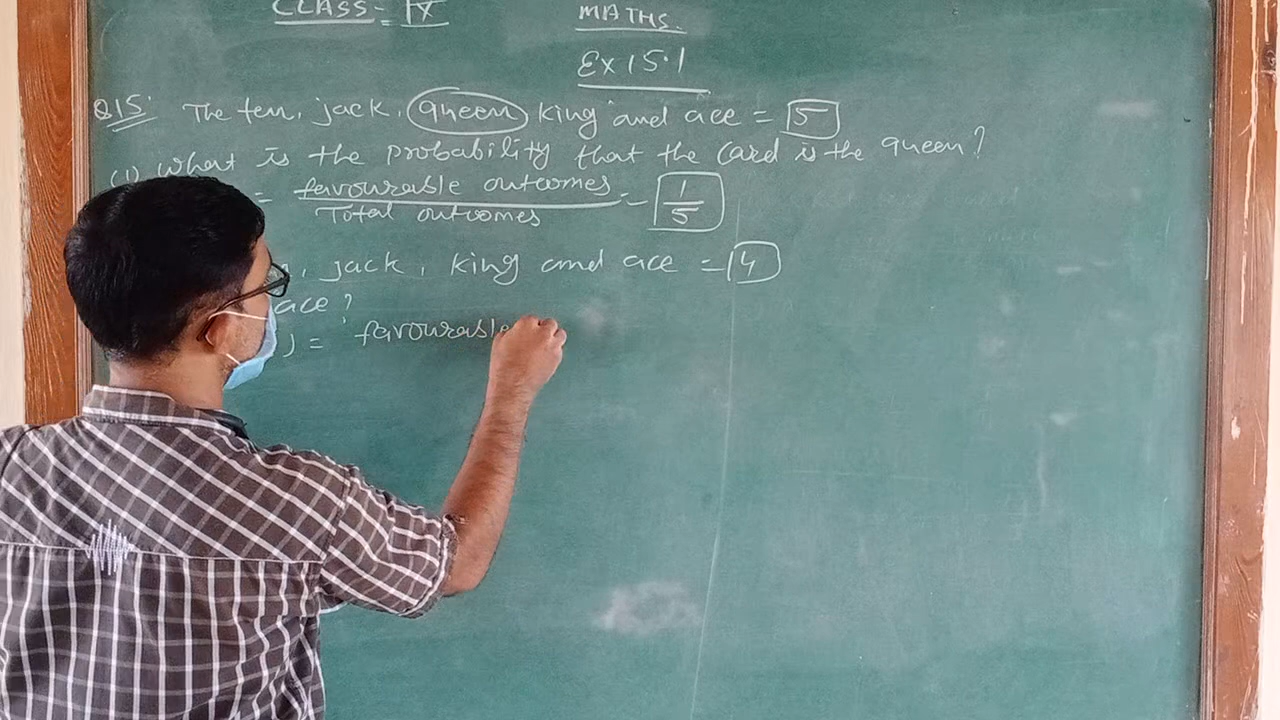 CLASS - IX
MATHS.
Ex 15.1
Q15. The ten, jack, queen king and ace = 5
(i) What is the probability that the card is the queen?
= favourable outcomes = 1
Total outcomes 5
, jack, king and ace = 4
ace?
) = favourable